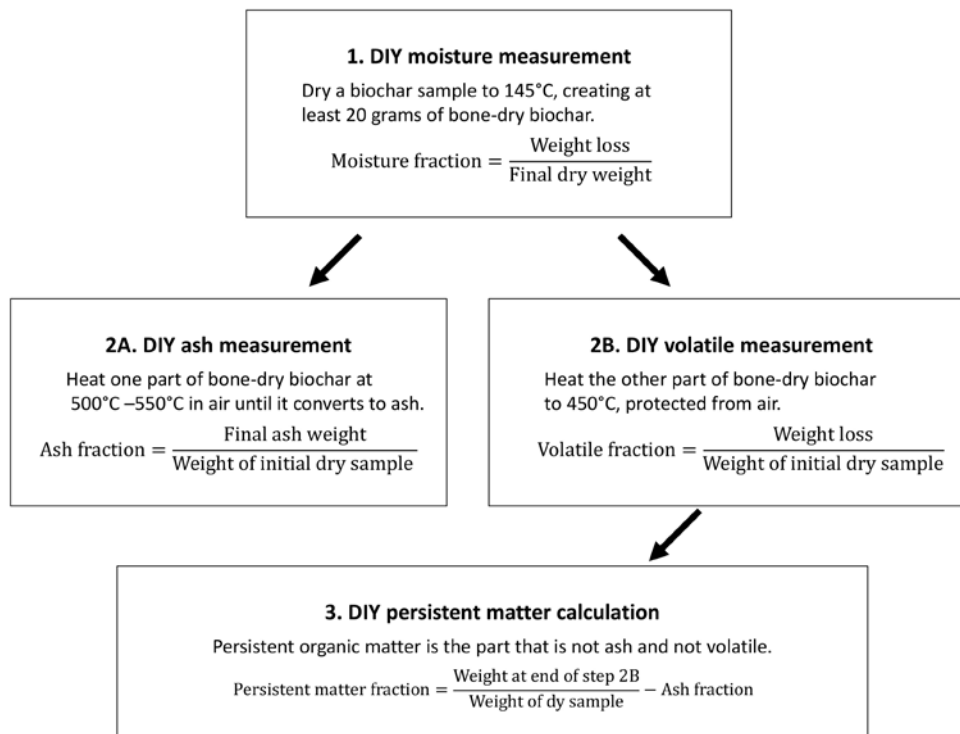 1. DIY moisture measurement
Dry a biochar sample to 145°C, creating at
least 20 grams of bone-dry biochar.
Moisture fraction = Weight loss / Final dry weight
2A. DIY ash measurement
Heat one part of bone-dry biochar at
500°C –550°C in air until it converts to ash.
Ash fraction = Final ash weight / Weight of initial dry sample
2B. DIY volatile measurement
Heat the other part of bone-dry biochar
to 450°C, protected from air.
Volatile fraction = Weight loss / Weight of initial dry sample
3. DIY persistent matter calculation
Persistent organic matter is the part that is not ash and not volatile.
Persistent matter fraction = Weight at end of step 2B / Weight of dy sample − Ash fraction